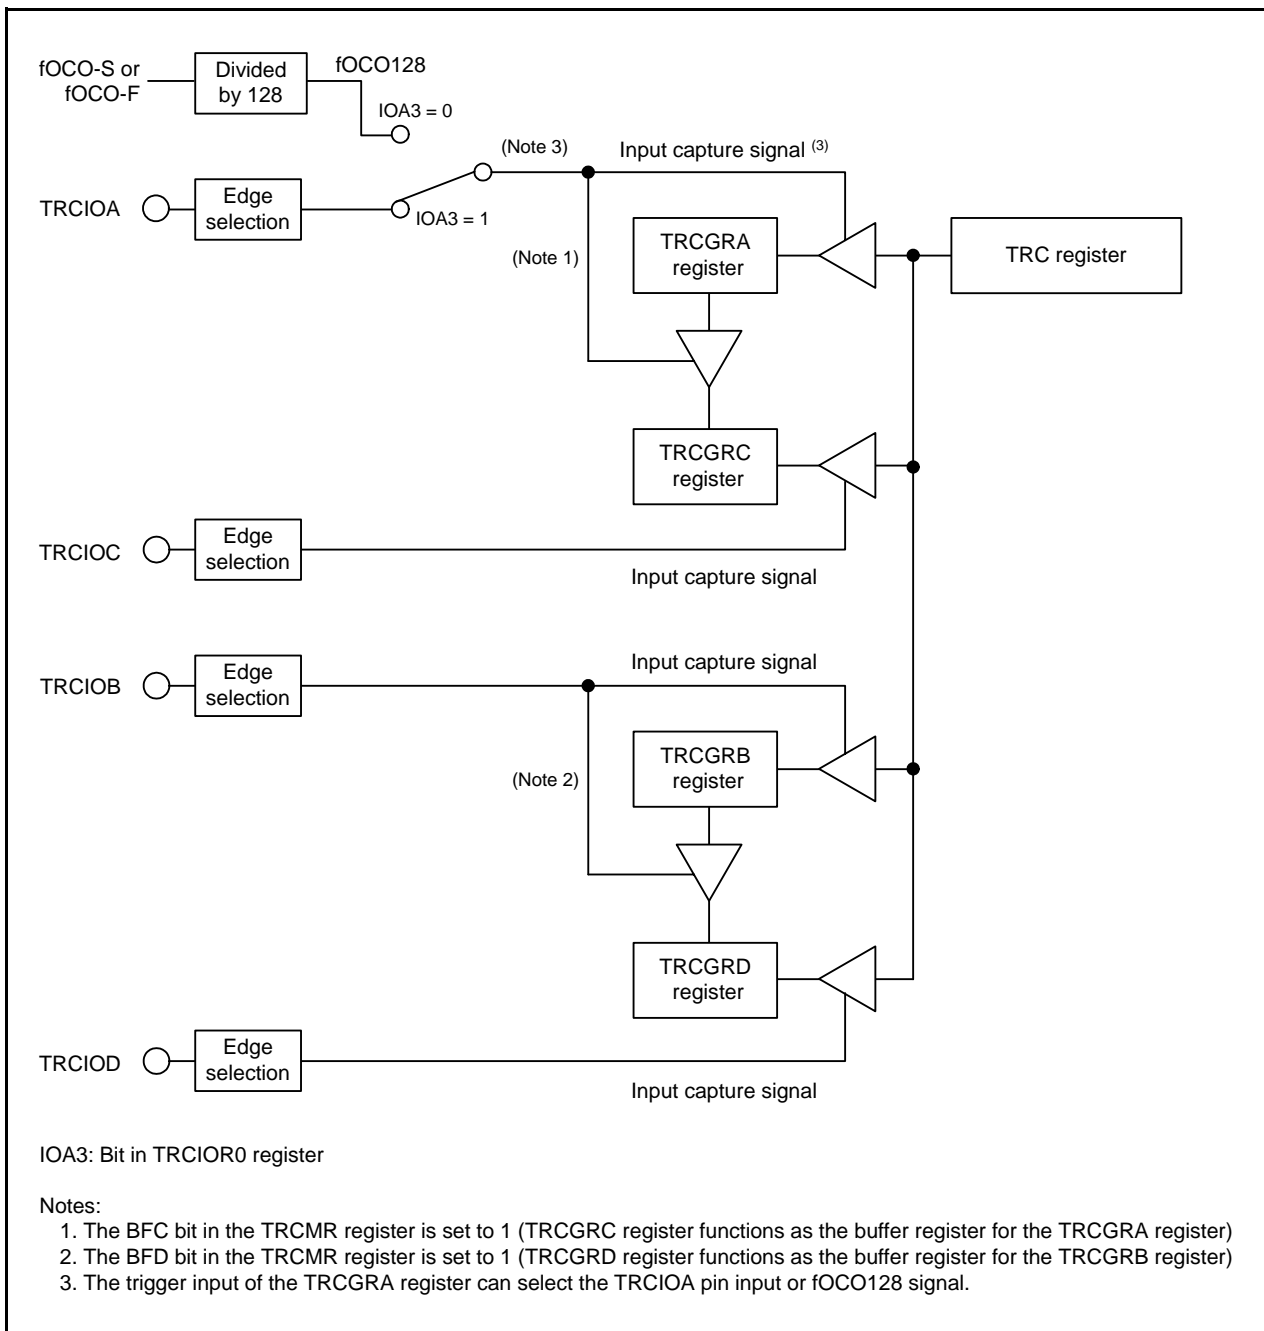 fOCO-S or
fOCO-F
Divided
by 128
fOCO128
IOA3 = 0
(Note 3)
Input capture signal (3)
TRCIOA
Edge
selection
IOA3 = 1
(Note 1)
TRCGRA
register
TRC register
TRCGRC
register
TRCIOC
Edge
selection
Input capture signal
TRCIOB
Edge
selection
Input capture signal
(Note 2)
TRCGRB
register
TRCGRD
register
TRCIOD
Edge
selection
Input capture signal
IOA3: Bit in TRCIOR0 register
Notes:
1. The BFC bit in the TRCMR register is set to 1 (TRCGRC register functions as the buffer register for the TRCGRA register)
2. The BFD bit in the TRCMR register is set to 1 (TRCGRD register functions as the buffer register for the TRCGRB register)
3. The trigger input of the TRCGRA register can select the TRCIOA pin input or fOCO128 signal.